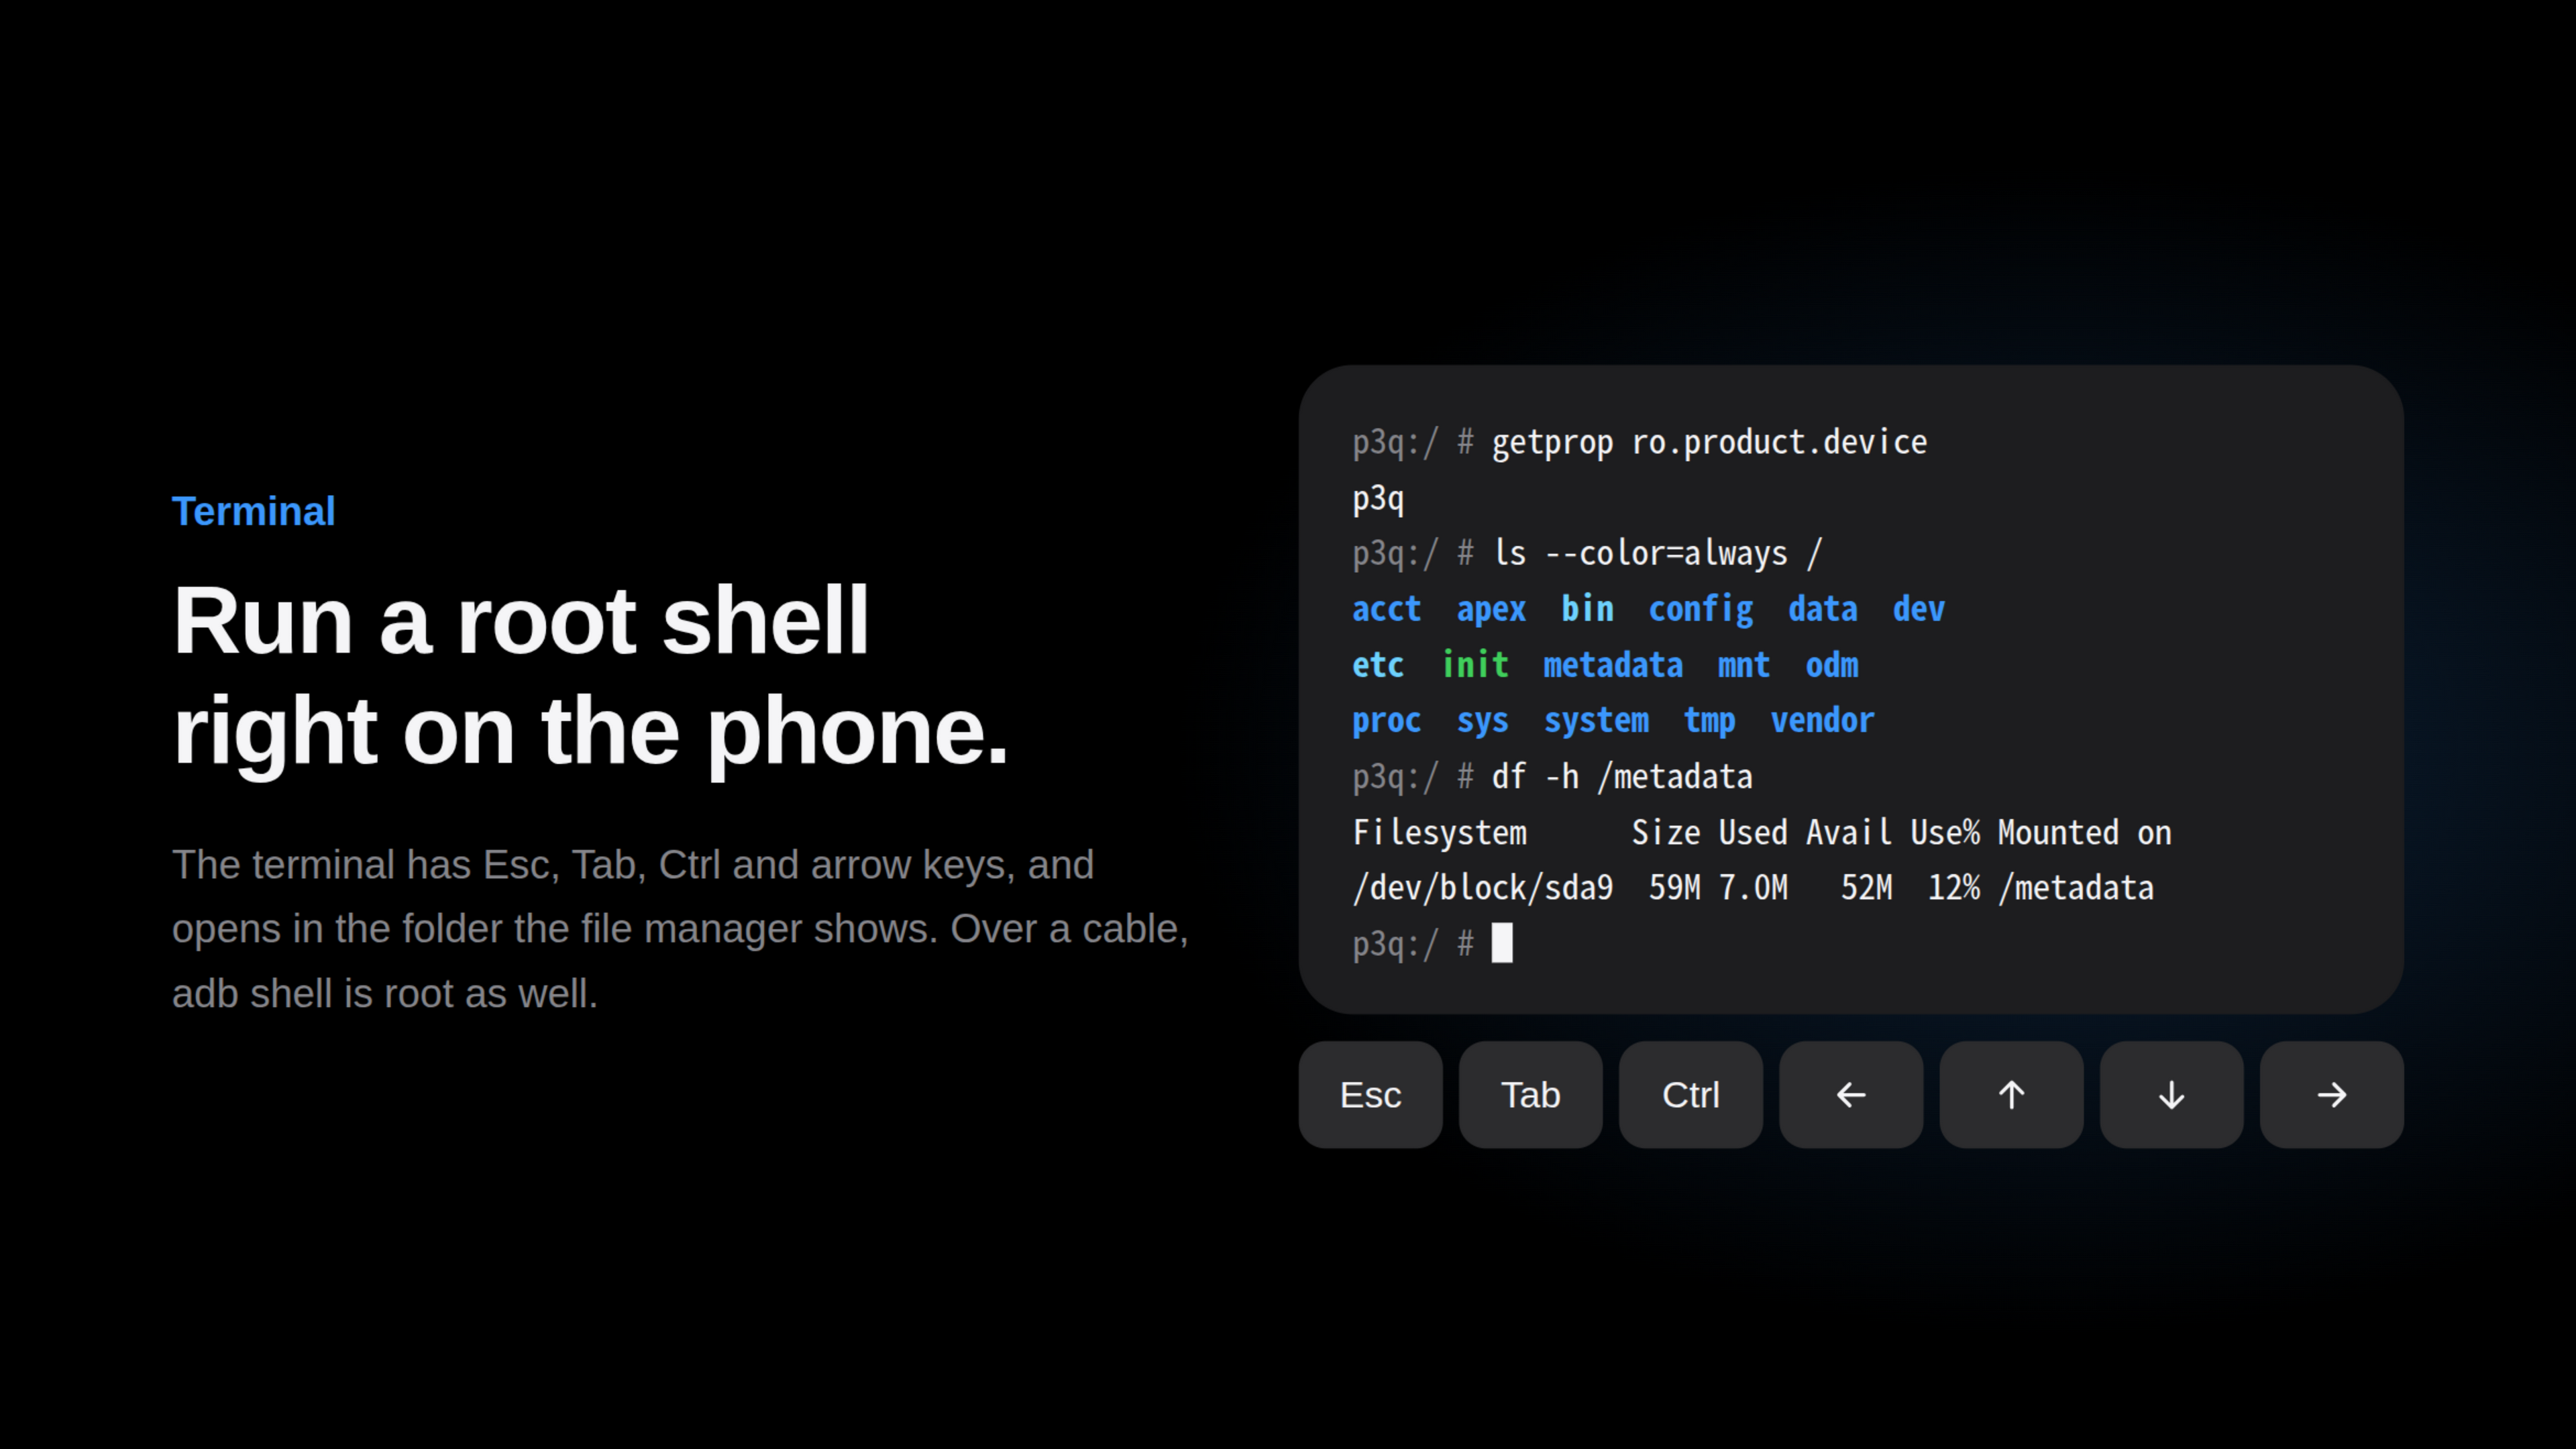 Terminal
Run a root shell
right on the phone.
The terminal has Esc, Tab, Ctrl and arrow keys, and
opens in the folder the file manager shows. Over a cable,
adb shell is root as well.
p3q:/ # getprop ro.product.device
p3q
p3q:/ # ls --color=always /
acct  apex  bin  config  data  dev
etc  init  metadata  mnt  odm
proc  sys  system  tmp  vendor
p3q:/ # df -h /metadata
Filesystem      Size Used Avail Use% Mounted on
/dev/block/sda9  59M 7.0M   52M  12% /metadata
p3q:/ #
Esc Tab Ctrl ← ↑ ↓ →